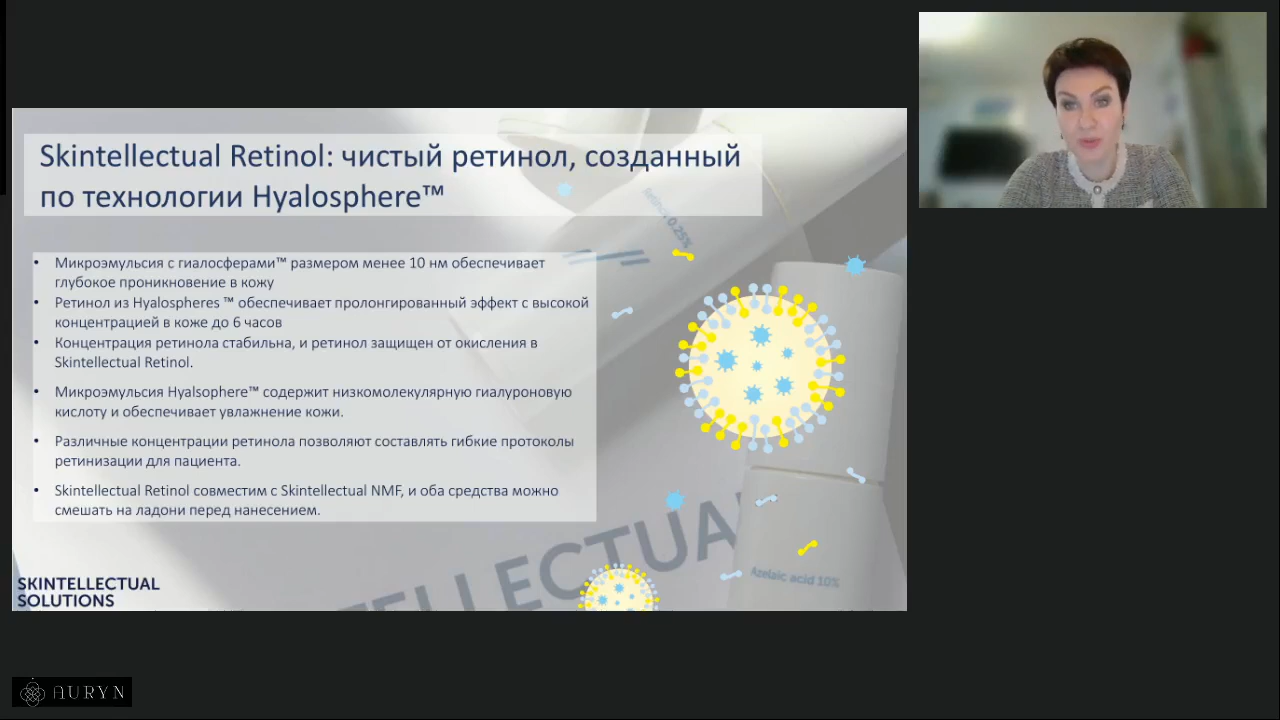 Skintellectual Retinol: чистый ретинол, созданный
по технологии Hyalosphere™
• Микроэмульсия с гиалосферами™ размером менее 10 нм обеспечивает
глубокое проникновение в кожу
• Ретинол из Hyalospheres ™ обеспечивает пролонгированный эффект с высокой
концентрацией в коже до 6 часов
• Концентрация ретинола стабильна, и ретинол защищен от окисления в
Skintellectual Retinol.
• Микроэмульсия Hyalsophere™ содержит низкомолекулярную гиалуроновую
кислоту и обеспечивает увлажнение кожи.
• Различные концентрации ретинола позволяют составлять гибкие протоколы
ретинизации для пациента.
• Skintellectual Retinol совместим с Skintellectual NMF, и оба средства можно
смешать на ладони перед нанесением.
Retinol 0.25%
TELLECTUA
Azelaic acid 10%
SKINTELLECTUAL
SOLUTIONS
AURYN